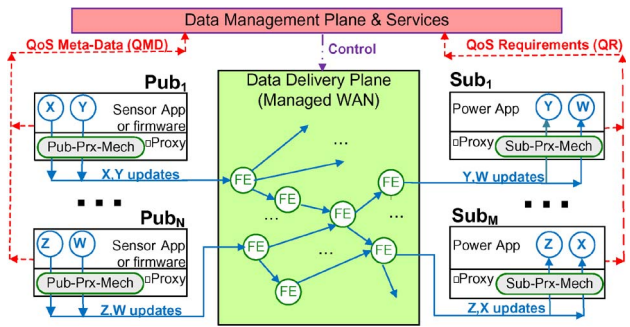 Data Management Plane & Services
QoS Meta-Data (QMD)
Control
QoS Requirements (QR)
Pub1
X Y
Sensor App
or firmware
Pub-Prx-Mech
Proxy
X,Y updates
Data Delivery Plane
(Managed WAN)
...
FE
FE
FE
FE
...
...
FE
...
FE
FE
Sub1
Power App
Y W
Proxy
Sub-Prx-Mech
Y,W updates
PubN
Z W
Sensor App
or firmware
Pub-Prx-Mech
Proxy
Z,W updates
SubM
Power App
Z X
Proxy
Sub-Prx-Mech
Z,X updates